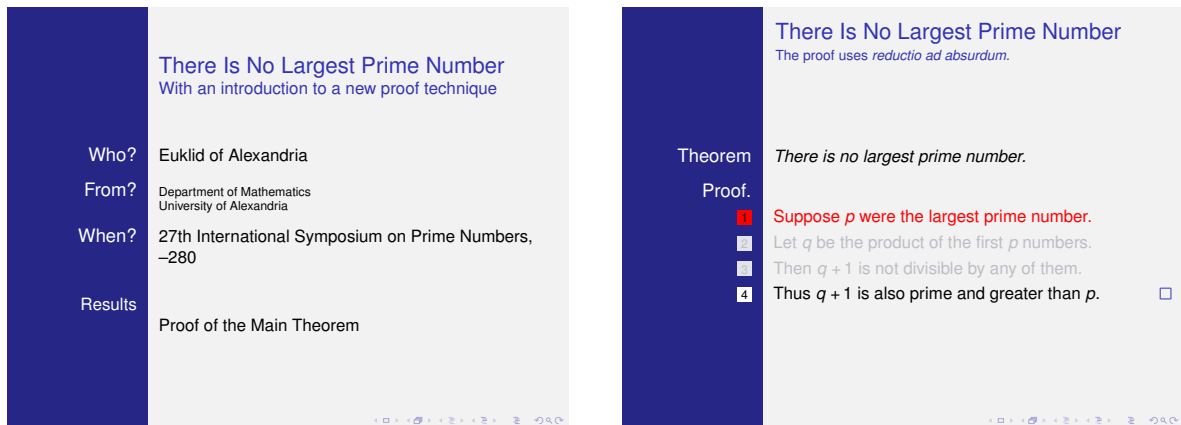 There Is No Largest Prime Number
With an introduction to a new proof technique
Who? Euklid of Alexandria
From? Department of Mathematics
University of Alexandria
When? 27th International Symposium on Prime Numbers,
–280
Results
Proof of the Main Theorem
There Is No Largest Prime Number
The proof uses reductio ad absurdum.
Theorem There is no largest prime number.
Proof.
1 Suppose p were the largest prime number.
2 Let q be the product of the first p numbers.
3 Then q + 1 is not divisible by any of them.
4 Thus q + 1 is also prime and greater than p.